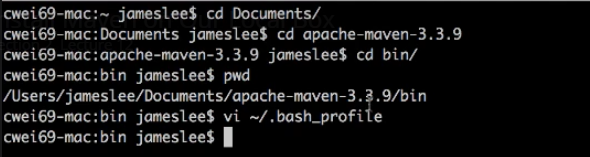 cwei69-mac:~ jameslee$ cd Documents/
cwei69-mac:Documents jameslee$ cd apache-maven-3.3.9
cwei69-mac:apache-maven-3.3.9 jameslee$ cd bin/
cwei69-mac:bin jameslee$ pwd
/Users/jameslee/Documents/apache-maven-3.3.9/bin
cwei69-mac:bin jameslee$ vi ~/.bash_profile
cwei69-mac:bin jameslee$